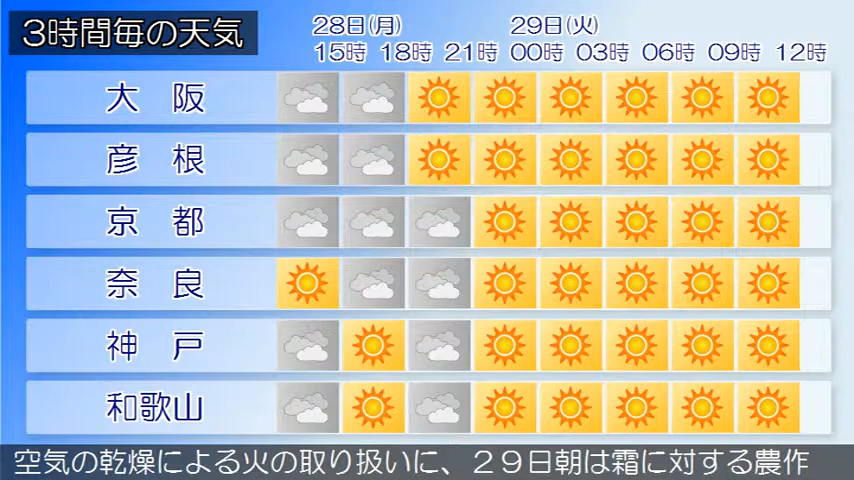 3時間毎の天気
28日(月) 29日(火)
15時 18時 21時 00時 03時 06時 09時 12時
大阪
彦根
京都
奈良
神戸
和歌山
空気の乾燥による火の取り扱いに、２９日朝は霜に対する農作